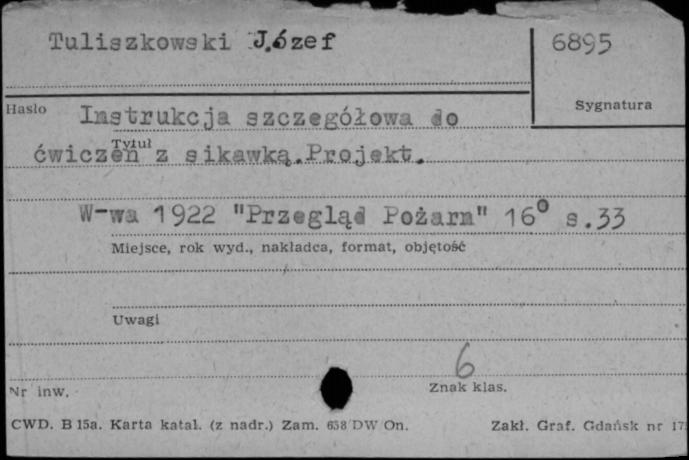 Tuliszkowski Józef
6895
Hasło
Sygnatura
Instrukcja szczegółowa do
Tytuł
ćwiczeń z sikawką.Projekt.
W-wa 1922 "Przegląd Pożarn" 16° s.33
Miejsce, rok wyd., nakładca, format, objętość
Uwagi
6
Nr inw.
Znak klas.
CWD. B 15a. Karta katal. (z nadr.) Zam. 658 DW On.
Zakł. Graf. Gdańsk nr